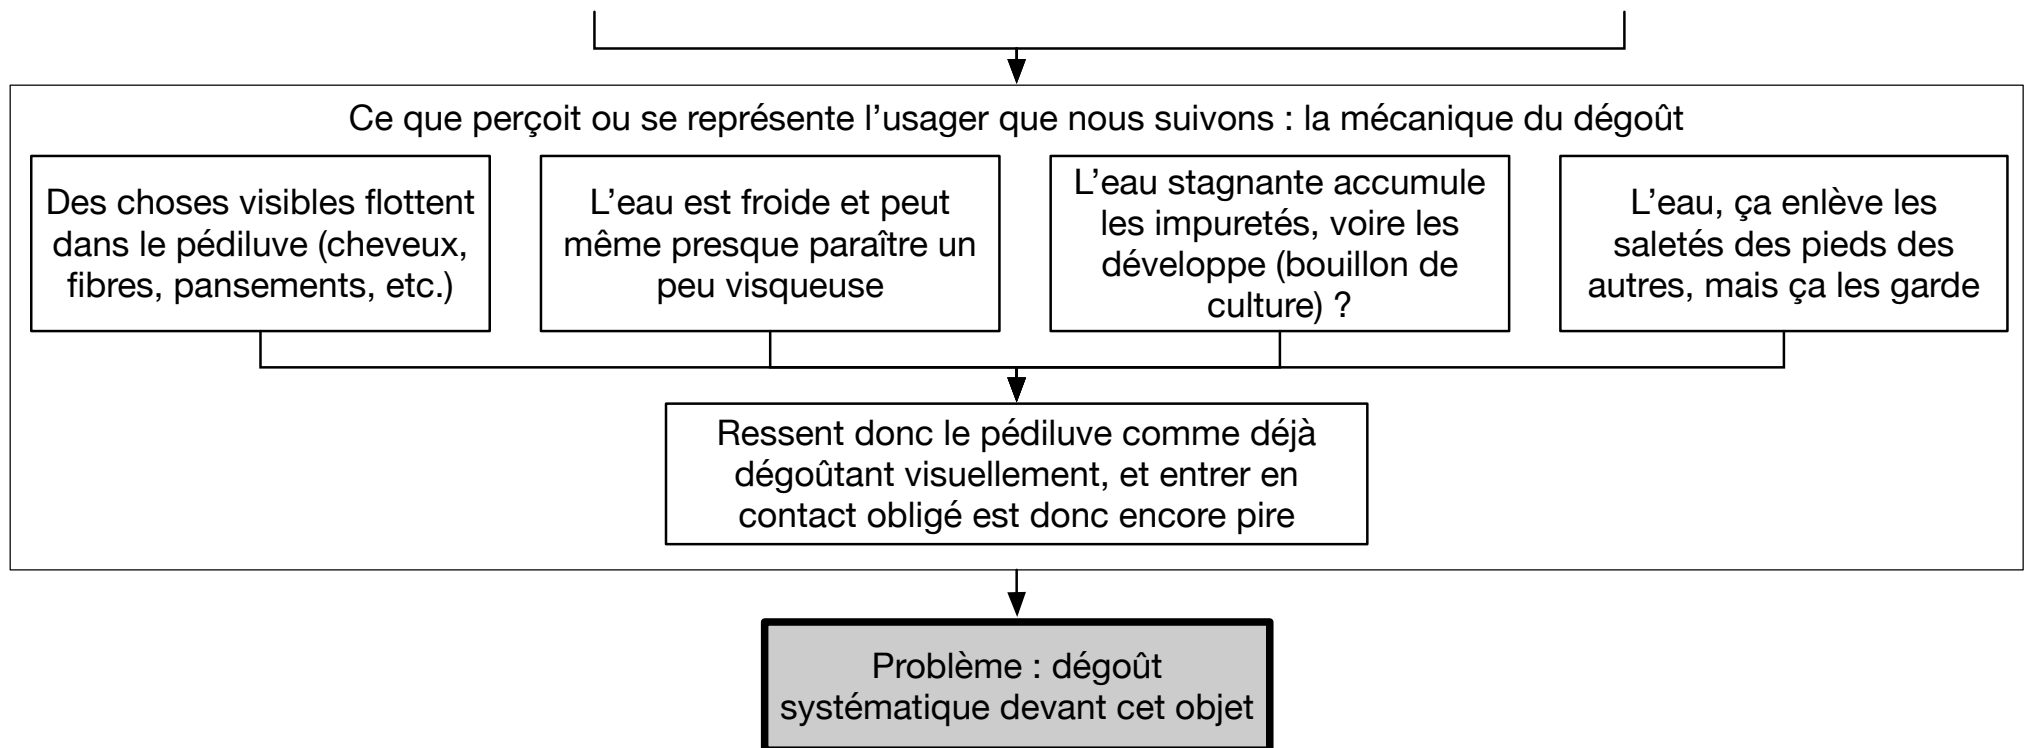 Ce que perçoit ou se représente l’usager que nous suivons : la mécanique du dégoût
Des choses visibles flottent
dans le pédiluve (cheveux,
fibres, pansements, etc.)
L’eau est froide et peut
même presque paraître un
peu visqueuse
L’eau stagnante accumule
les impuretés, voire les
développe (bouillon de
culture) ?
L’eau, ça enlève les
saletés des pieds des
autres, mais ça les garde
Ressent donc le pédiluve comme déjà
dégoûtant visuellement, et entrer en
contact obligé est donc encore pire
Problème : dégoût
systématique devant cet objet